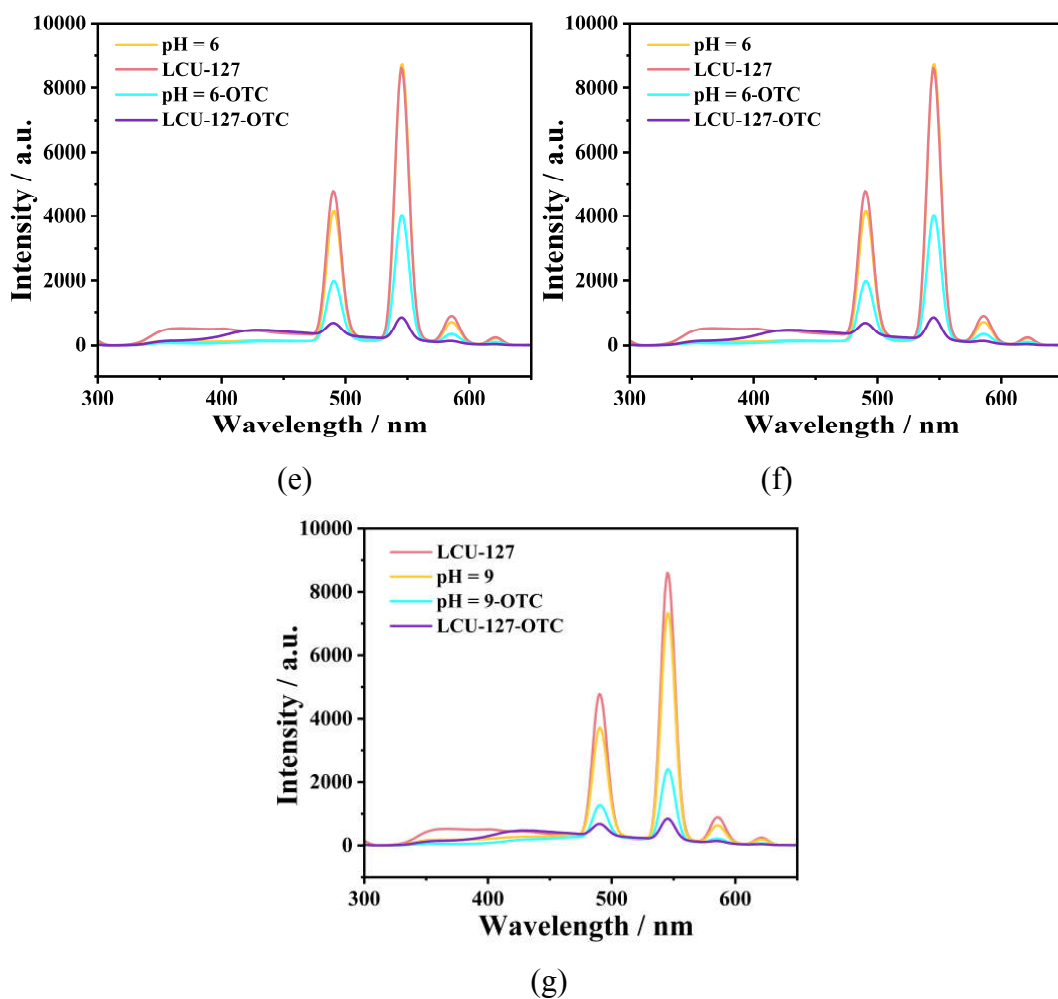 10000
8000
6000
4000
2000
0
Intensity / a.u.
pH = 6
LCU-127
pH = 6-OTC
LCU-127-OTC
300
400
500
600
Wavelength / nm
(e)
10000
8000
6000
4000
2000
0
Intensity / a.u.
pH = 6
LCU-127
pH = 6-OTC
LCU-127-OTC
300
400
500
600
Wavelength / nm
(f)
10000
8000
6000
4000
2000
0
Intensity / a.u.
LCU-127
pH = 9
pH = 9-OTC
LCU-127-OTC
300
400
500
600
Wavelength / nm
(g)